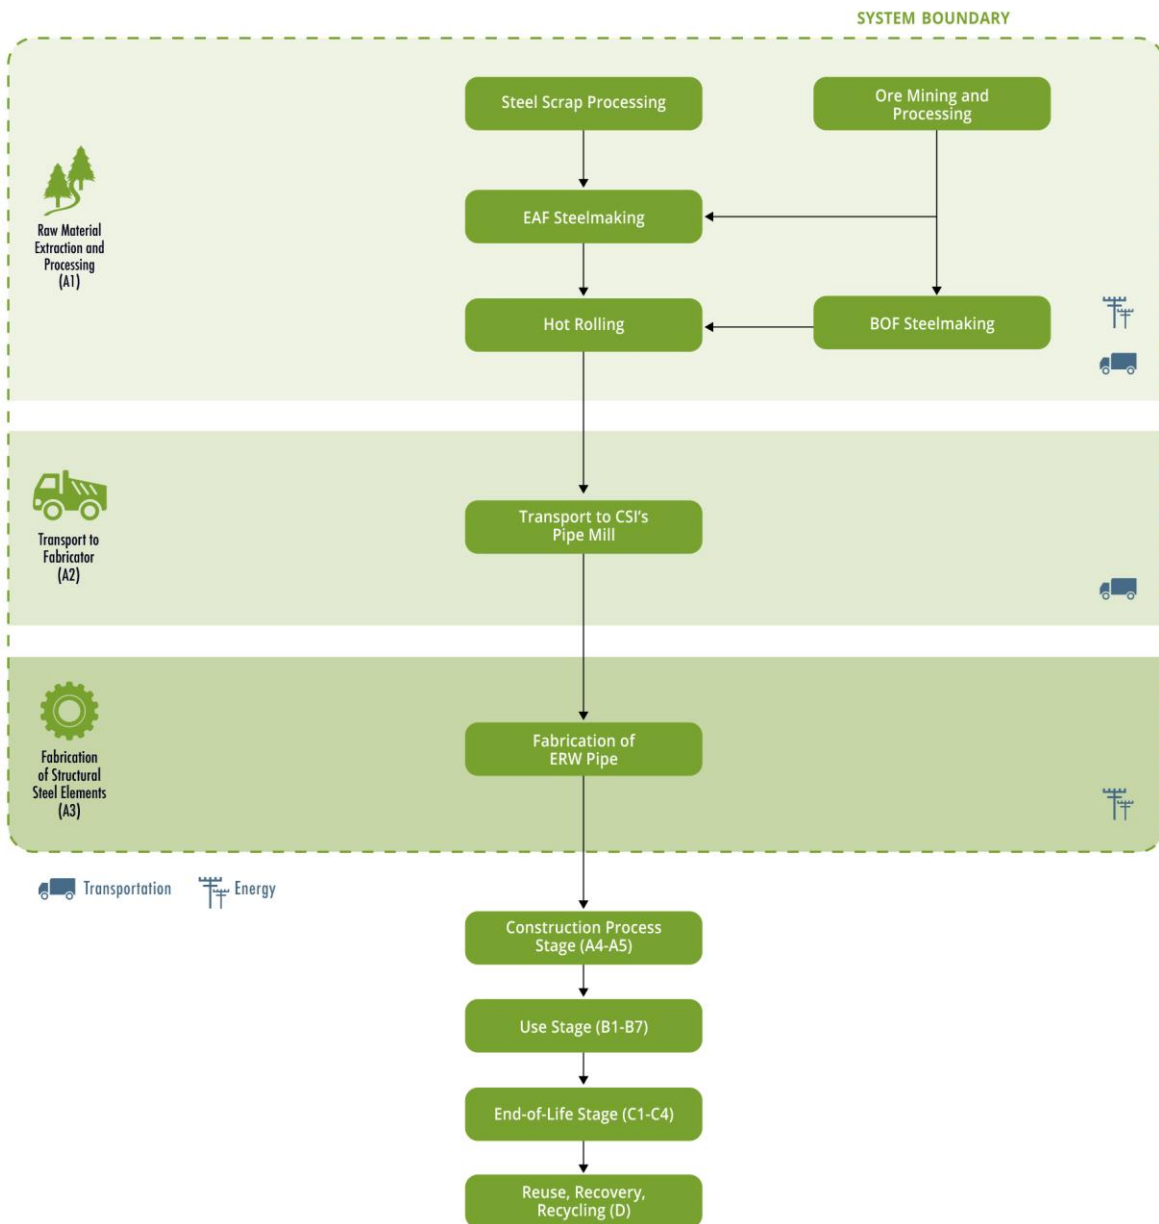 SYSTEM BOUNDARY
Steel Scrap Processing
Ore Mining and
Processing
Raw Material
Extraction and
Processing
(A1)
EAF Steelmaking
Hot Rolling
BOF Steelmaking
Transport to
Fabricator
(A2)
Transport to CSI’s
Pipe Mill
Fabrication
of Structural
Steel Elements
(A3)
Fabrication of
ERW Pipe
Transportation
Energy
Construction Process
Stage (A4-A5)
Use Stage (B1-B7)
End-of-Life Stage (C1-C4)
Reuse, Recovery,
Recycling (D)